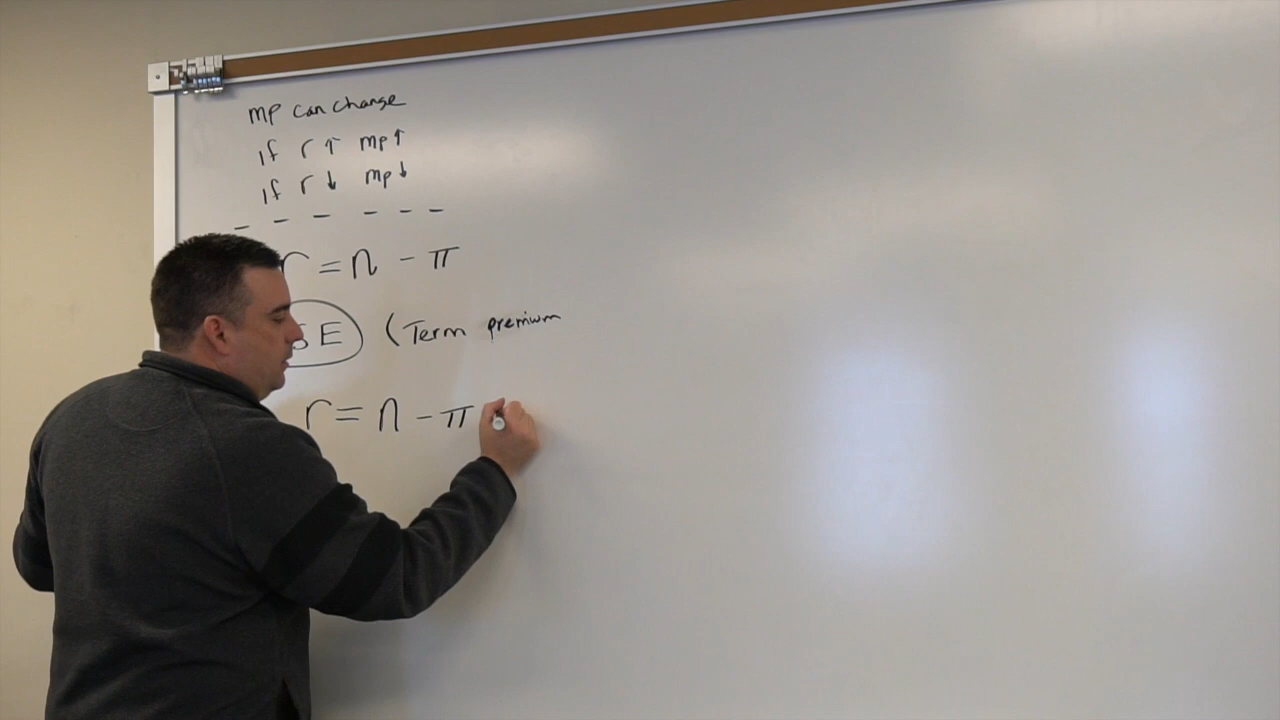 MP can change
If r ↑ mp↑
If r ↓ mp↓
- - - - - -
r = n - π
E (Term premium
r = n - π